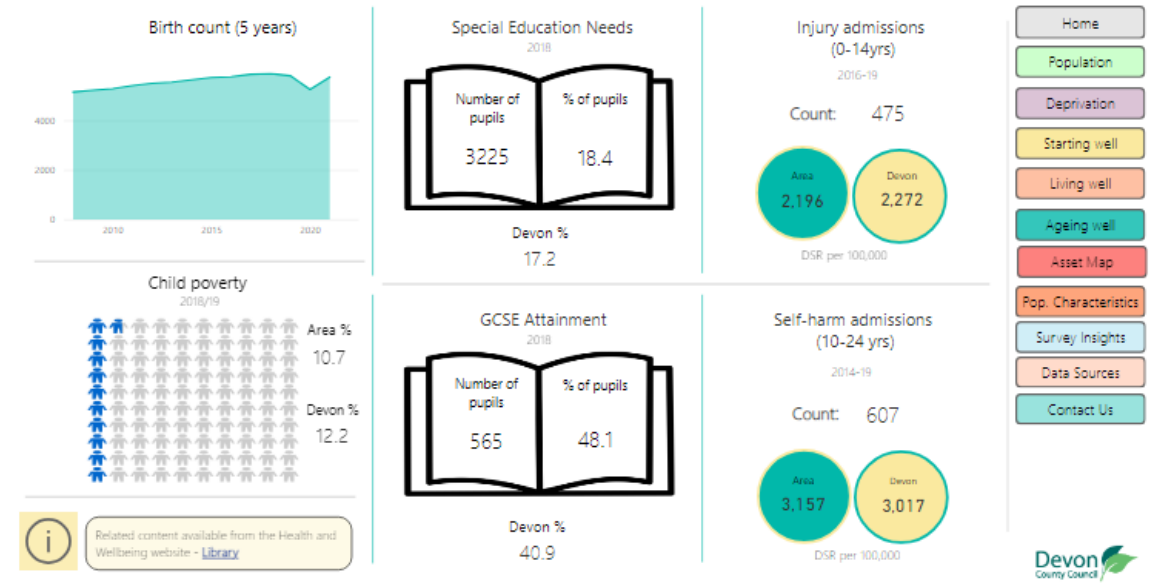 Birth count (5 years)
4000
2000
0
2010
2015
2020
Child poverty
2018/19
Area %
10.7
Devon %
12.2
i
Related content available from the Health and
Wellbeing website - Library
Special Education Needs
2018
Number of
pupils
3225
% of pupils
18.4
Devon %
17.2
GCSE Attainment
2018
Number of
pupils
565
% of pupils
48.1
Devon %
40.9
Injury admissions
(0-14yrs)
2016-19
Count: 475
Area
2,196
Devon
2,272
DSR per 100,000
Self-harm admissions
(10-24 yrs)
2014-19
Count: 607
Area
3,157
Devon
3,017
DSR per 100,000
Home
Population
Deprivation
Starting well
Living well
Ageing well
Asset Map
Pop. Characteristics
Survey Insights
Data Sources
Contact Us
Devon
County Council